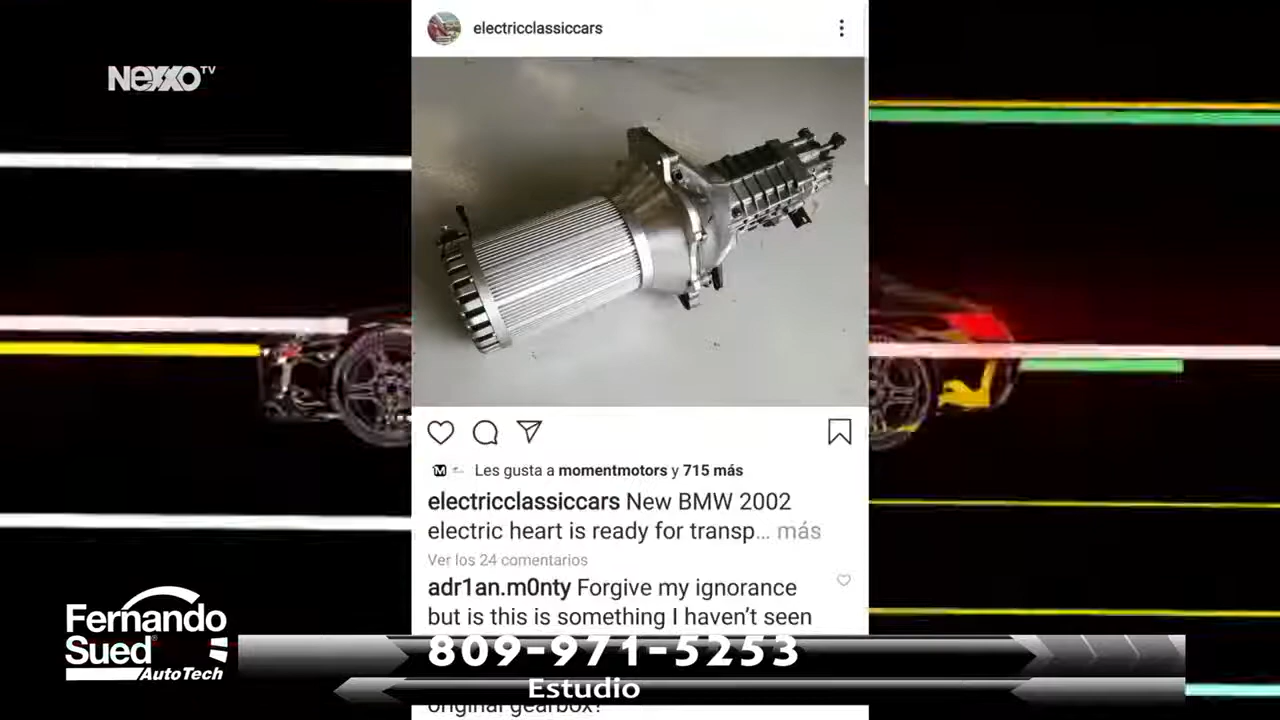 electricclassiccars
NEXXO TV
Les gusta a momentmotors y 715 más
electricclassiccars New BMW 2002
electric heart is ready for transp... más
Ver los 24 comentarios
adr1an.m0nty Forgive my ignorance
but is this is something I haven't seen
original gearbox?
Fernando
Sued
AutoTech
809-971-5253
Estudio